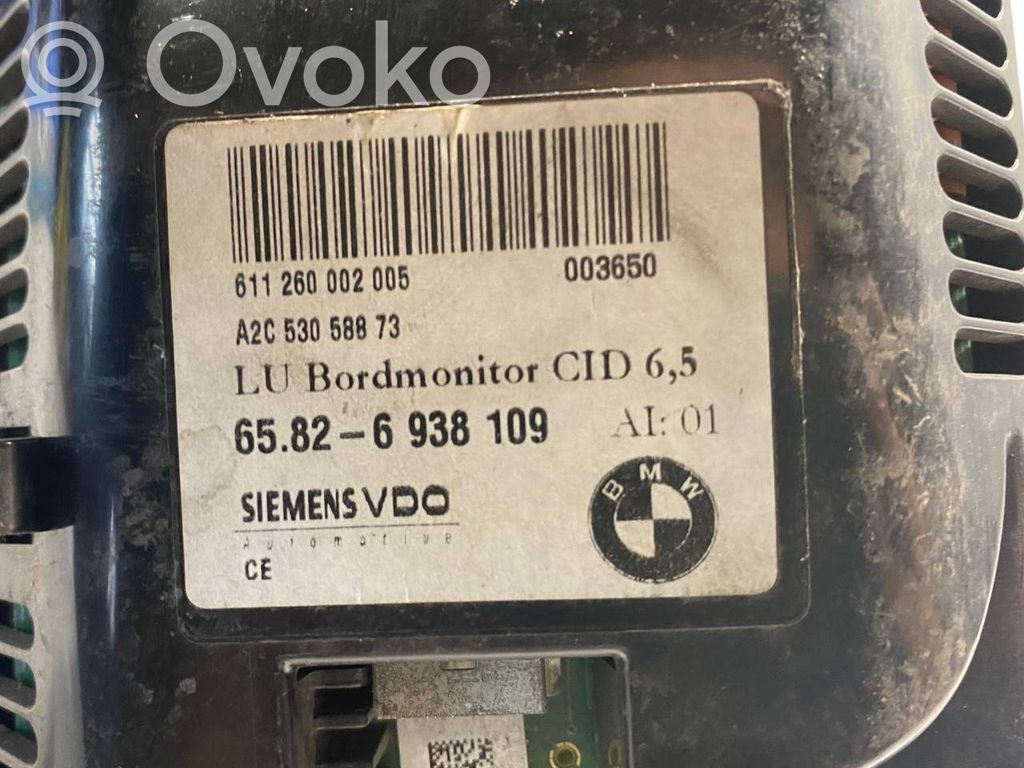 Ovoko
611 260 002 005 003650
A2C 530 588 73
LU Bordmonitor CID 6,5
65.82-6 938 109 AI: 01
SIEMENS VDO
Automotive
CE
BMW